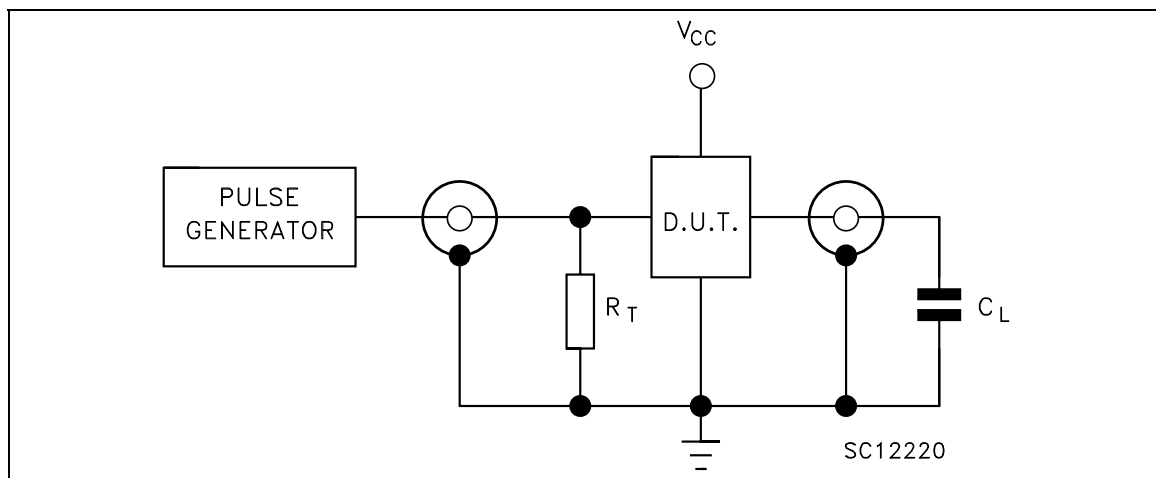 VCC
PULSE
GENERATOR
D.U.T.
RT
CL
SC12220